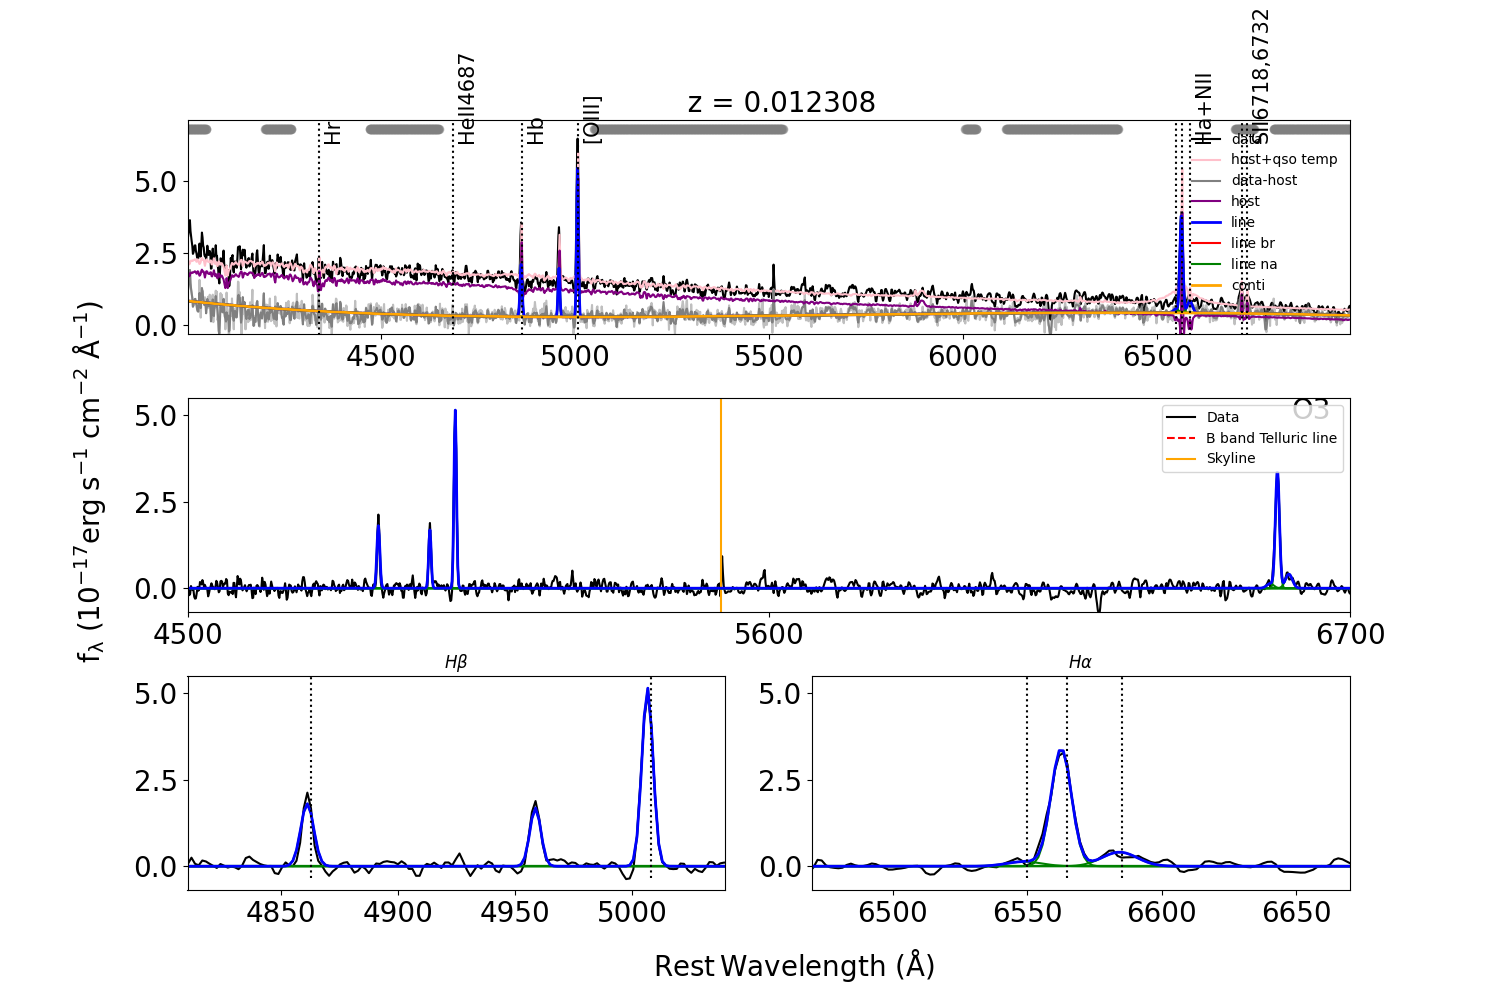 z = 0.012308
Hr
HeII4687
Hb
[OIII]
Ha+NII
SII6718,6732
data
host+qso temp
data-host
host
line
line br
line na
conti
5.0
2.5
0.0
4500
5000
5500
6000
6500
O3
Data
B band Telluric line
Skyline
5.0
2.5
0.0
4500
5600
6700
fλ (10⁻¹⁷erg s⁻¹ cm⁻² Å⁻¹)
Hβ
5.0
2.5
0.0
4850
4900
4950
5000
Hα
5.0
2.5
0.0
6500
6550
6600
6650
Rest Wavelength (Å)